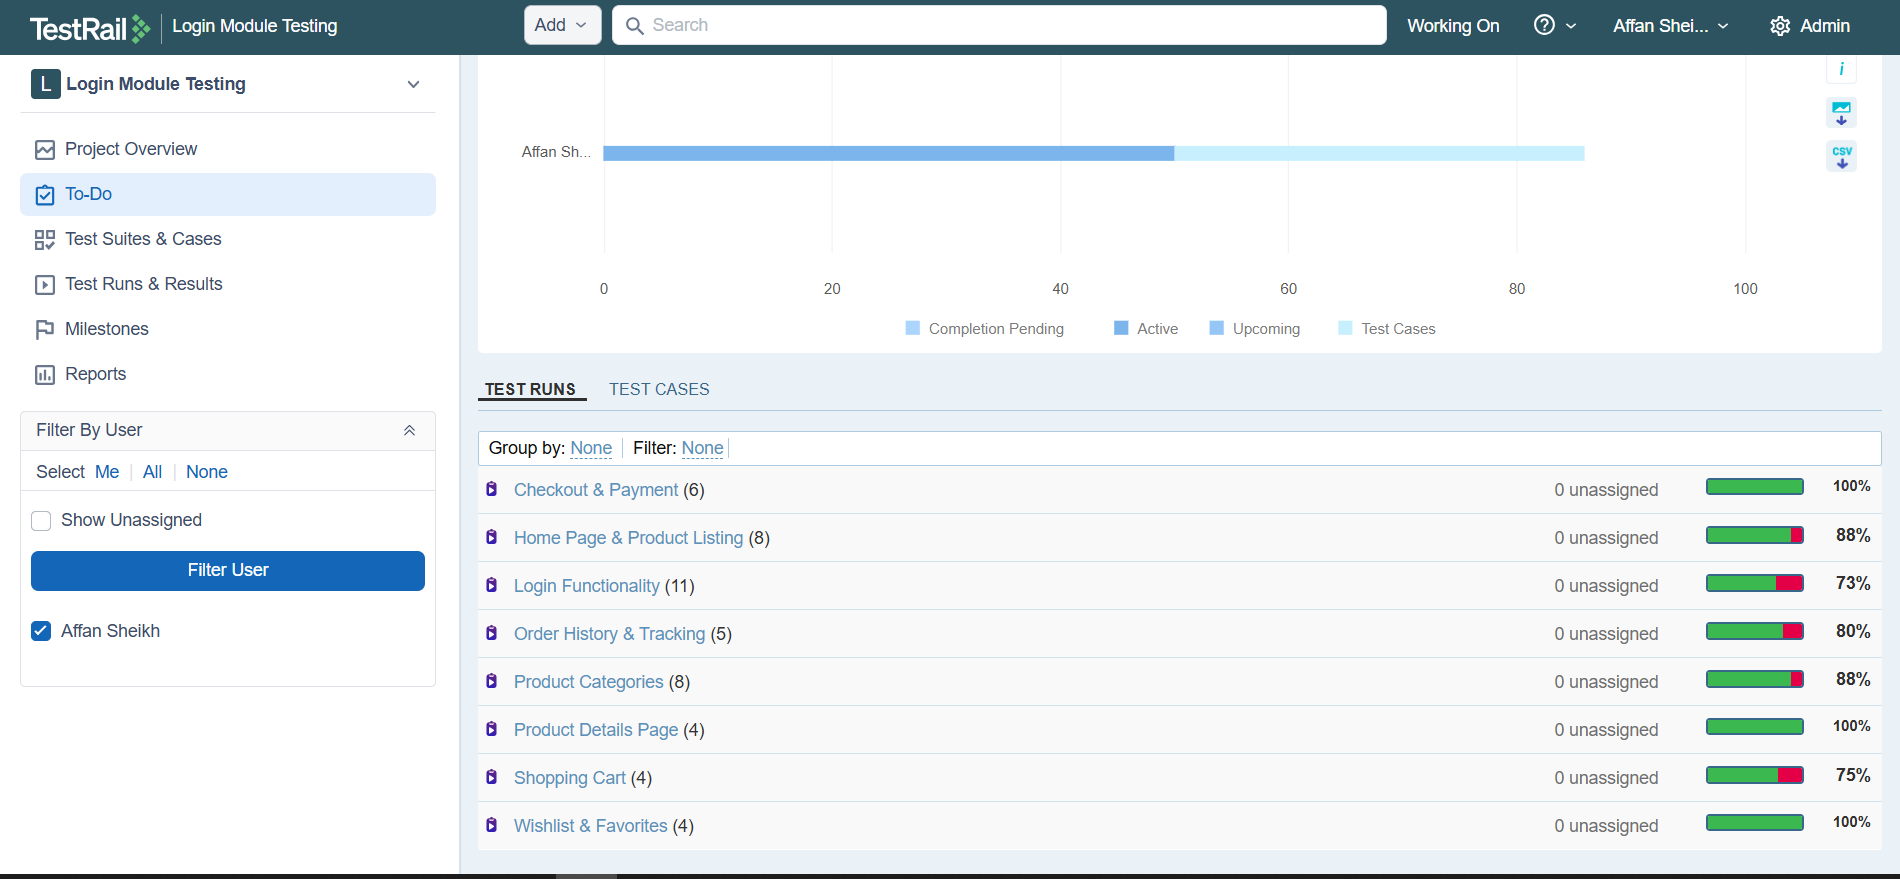 TestRail Login Module Testing Add Search Working On Affan Shei... Admin
L Login Module Testing
Project Overview
To-Do
Test Suites & Cases
Test Runs & Results
Milestones
Reports
Filter By User
Select Me All None
Show Unassigned
Filter User
Affan Sheikh
i
CSV
Affan Sh...
0 20 40 60 80 100
Completion Pending Active Upcoming Test Cases
TEST RUNS TEST CASES
Group by: None Filter: None
Checkout & Payment (6) 0 unassigned 100%
Home Page & Product Listing (8) 0 unassigned 88%
Login Functionality (11) 0 unassigned 73%
Order History & Tracking (5) 0 unassigned 80%
Product Categories (8) 0 unassigned 88%
Product Details Page (4) 0 unassigned 100%
Shopping Cart (4) 0 unassigned 75%
Wishlist & Favorites (4) 0 unassigned 100%